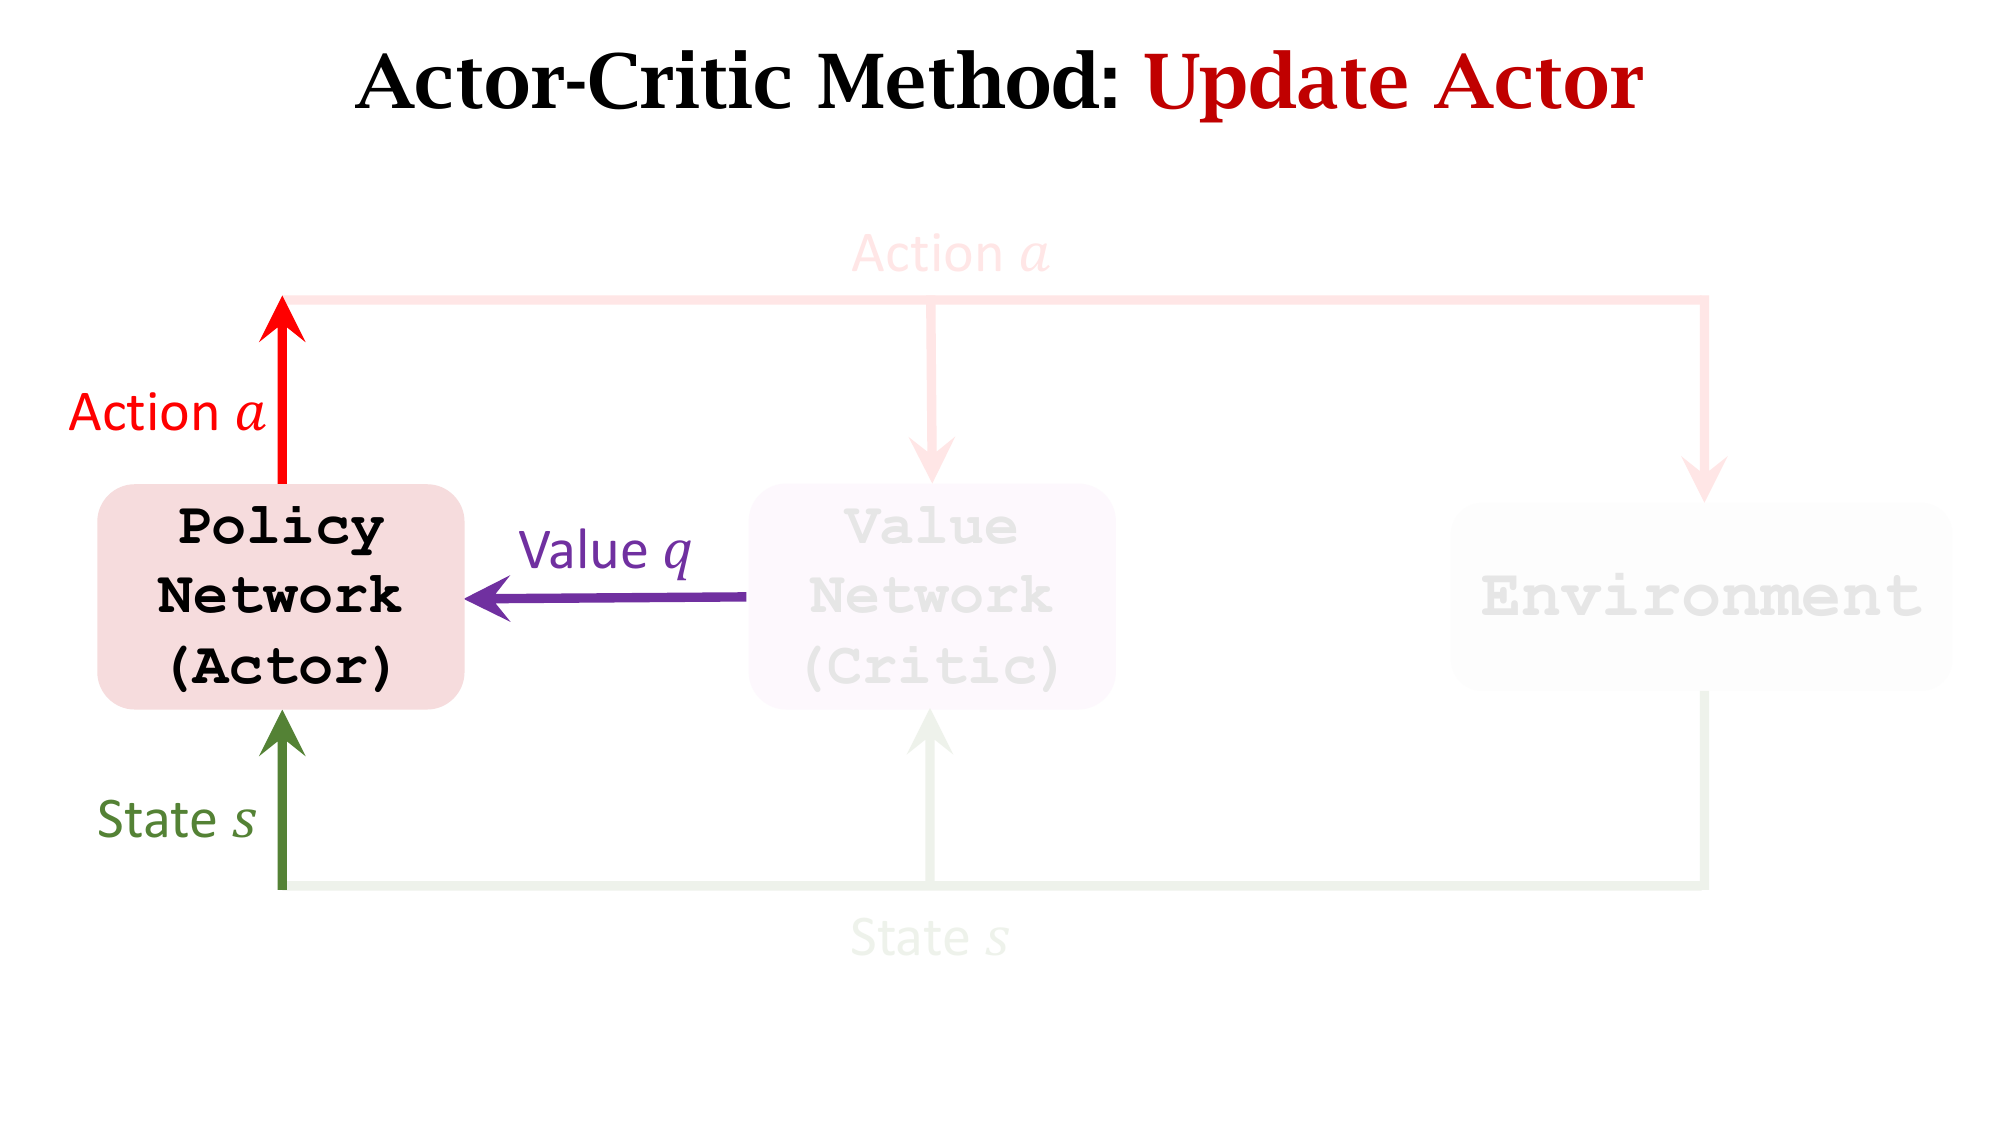 Actor-Critic Method: Update Actor
Action a
Action a
Policy
Network
(Actor)
Value q
Value
Network
(Critic)
Environment
State s
State s